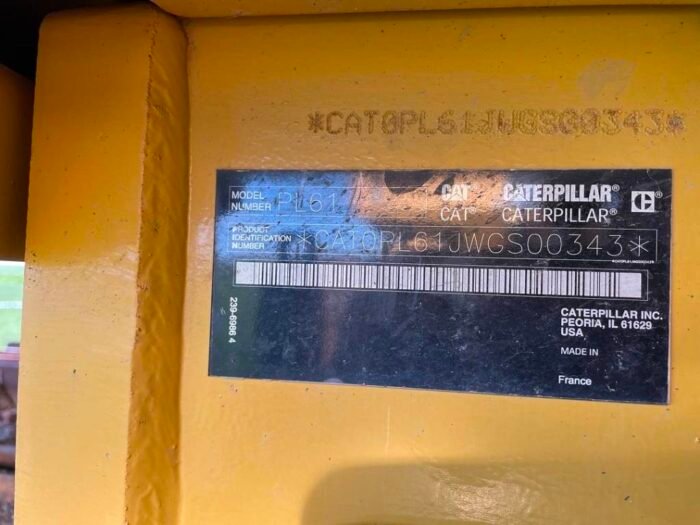 *CAT0PL61JWGS00343*
MODEL NUMBER PL61
CAT CATERPILLAR®
CAT® CATERPILLAR®
PRODUCT IDENTIFICATION NUMBER *CAT0PL61JWGS00343*
*CAT0PL61JWGS00343*
239-6986 4
CATERPILLAR INC.
PEORIA, IL 61629
USA
MADE IN
France